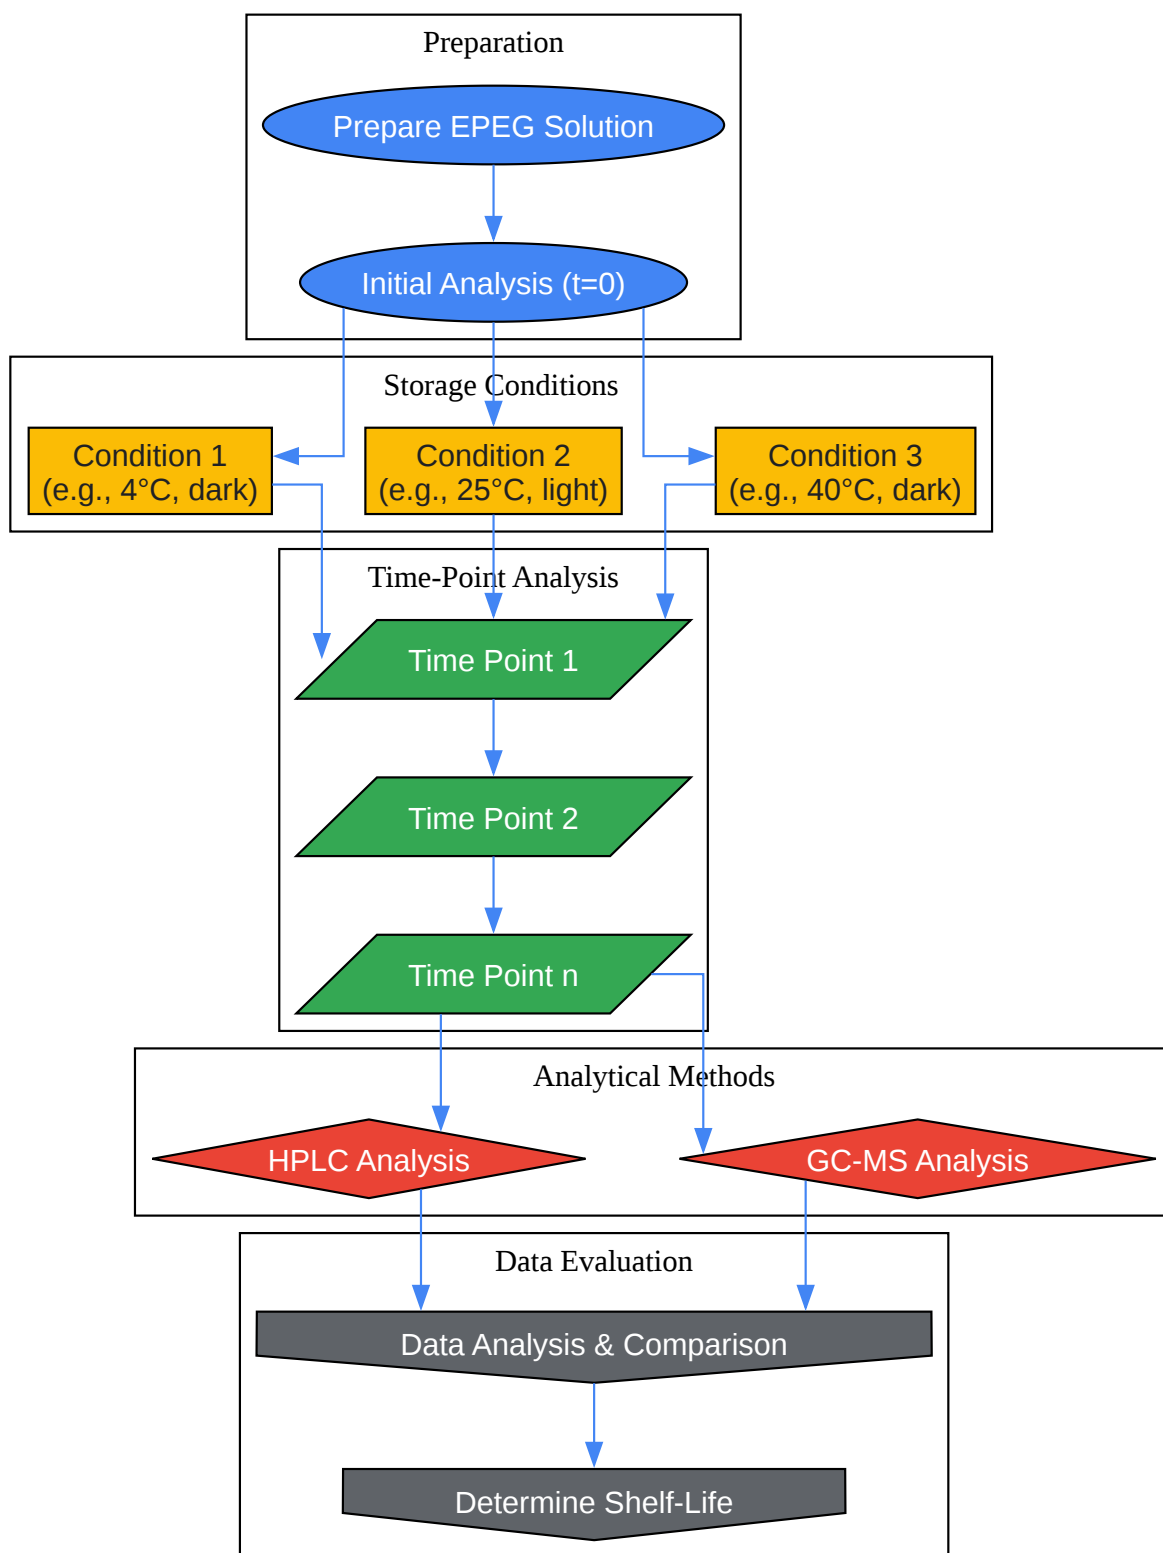 Preparation
Prepare EPEG Solution
Initial Analysis (t=0)
Storage Conditions
Condition 1
(e.g., 4°C, dark)
Condition 2
(e.g., 25°C, light)
Condition 3
(e.g., 40°C, dark)
Time-Point Analysis
Time Point 1
Time Point 2
Time Point n
Analytical Methods
HPLC Analysis
GC-MS Analysis
Data Evaluation
Data Analysis & Comparison
Determine Shelf-Life